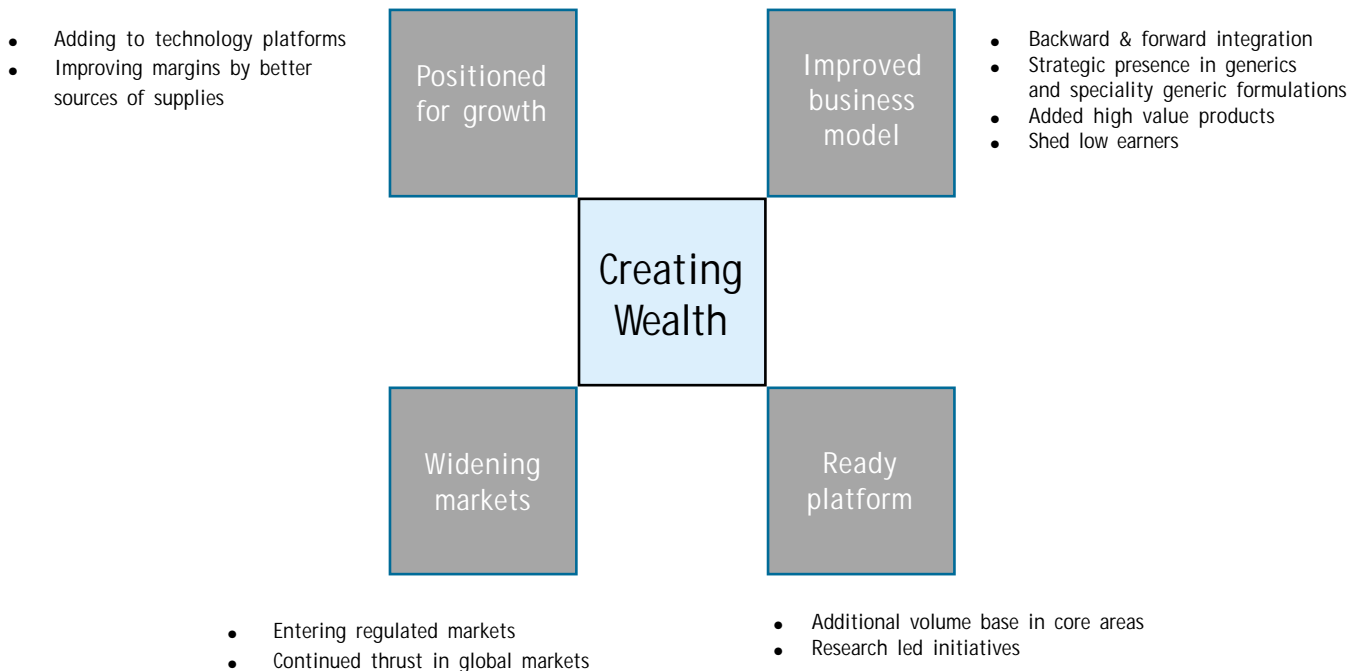 ● Adding to technology platforms
● Improving margins by better
sources of supplies
Positioned
for growth
Improved
business
model
● Backward & forward integration
● Strategic presence in generics
and speciality generic formulations
● Added high value products
● Shed low earners
Creating
Wealth
Widening
markets
Ready
platform
● Entering regulated markets
● Continued thrust in global markets
● Additional volume base in core areas
● Research led initiatives